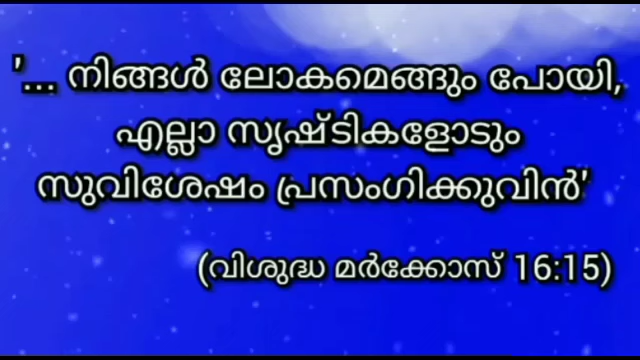 '... നിങ്ങൾ ലോകമെങ്ങും പോയി,
എല്ലാ സൃഷ്ടികളോടും
സുവിശേഷം പ്രസംഗിക്കുവിൻ'
(വിശുദ്ധ മർക്കോസ് 16:15)